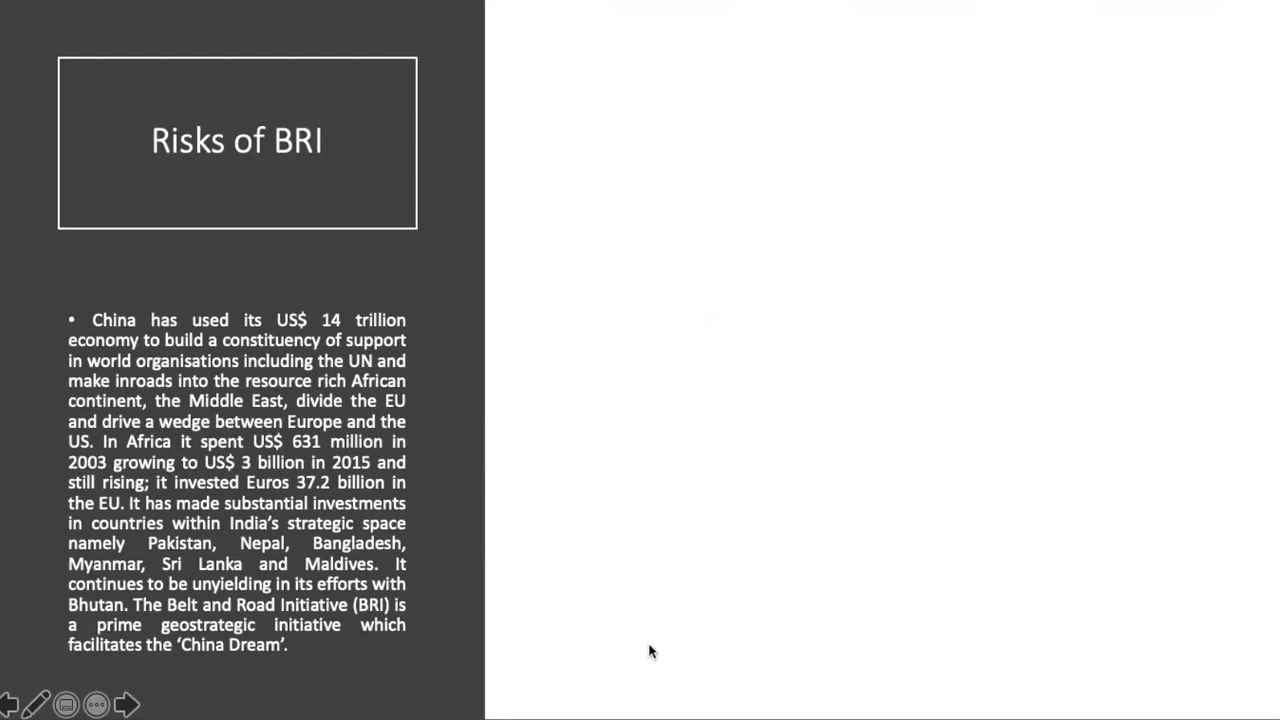 Risks of BRI
• China has used its US$ 14 trillion
economy to build a constituency of support
in world organisations including the UN and
make inroads into the resource rich African
continent, the Middle East, divide the EU
and drive a wedge between Europe and the
US. In Africa it spent US$ 631 million in
2003 growing to US$ 3 billion in 2015 and
still rising; it invested Euros 37.2 billion in
the EU. It has made substantial investments
in countries within India’s strategic space
namely Pakistan, Nepal, Bangladesh,
Myanmar, Sri Lanka and Maldives. It
continues to be unyielding in its efforts with
Bhutan. The Belt and Road Initiative (BRI) is
a prime geostrategic initiative which
facilitates the ‘China Dream’.